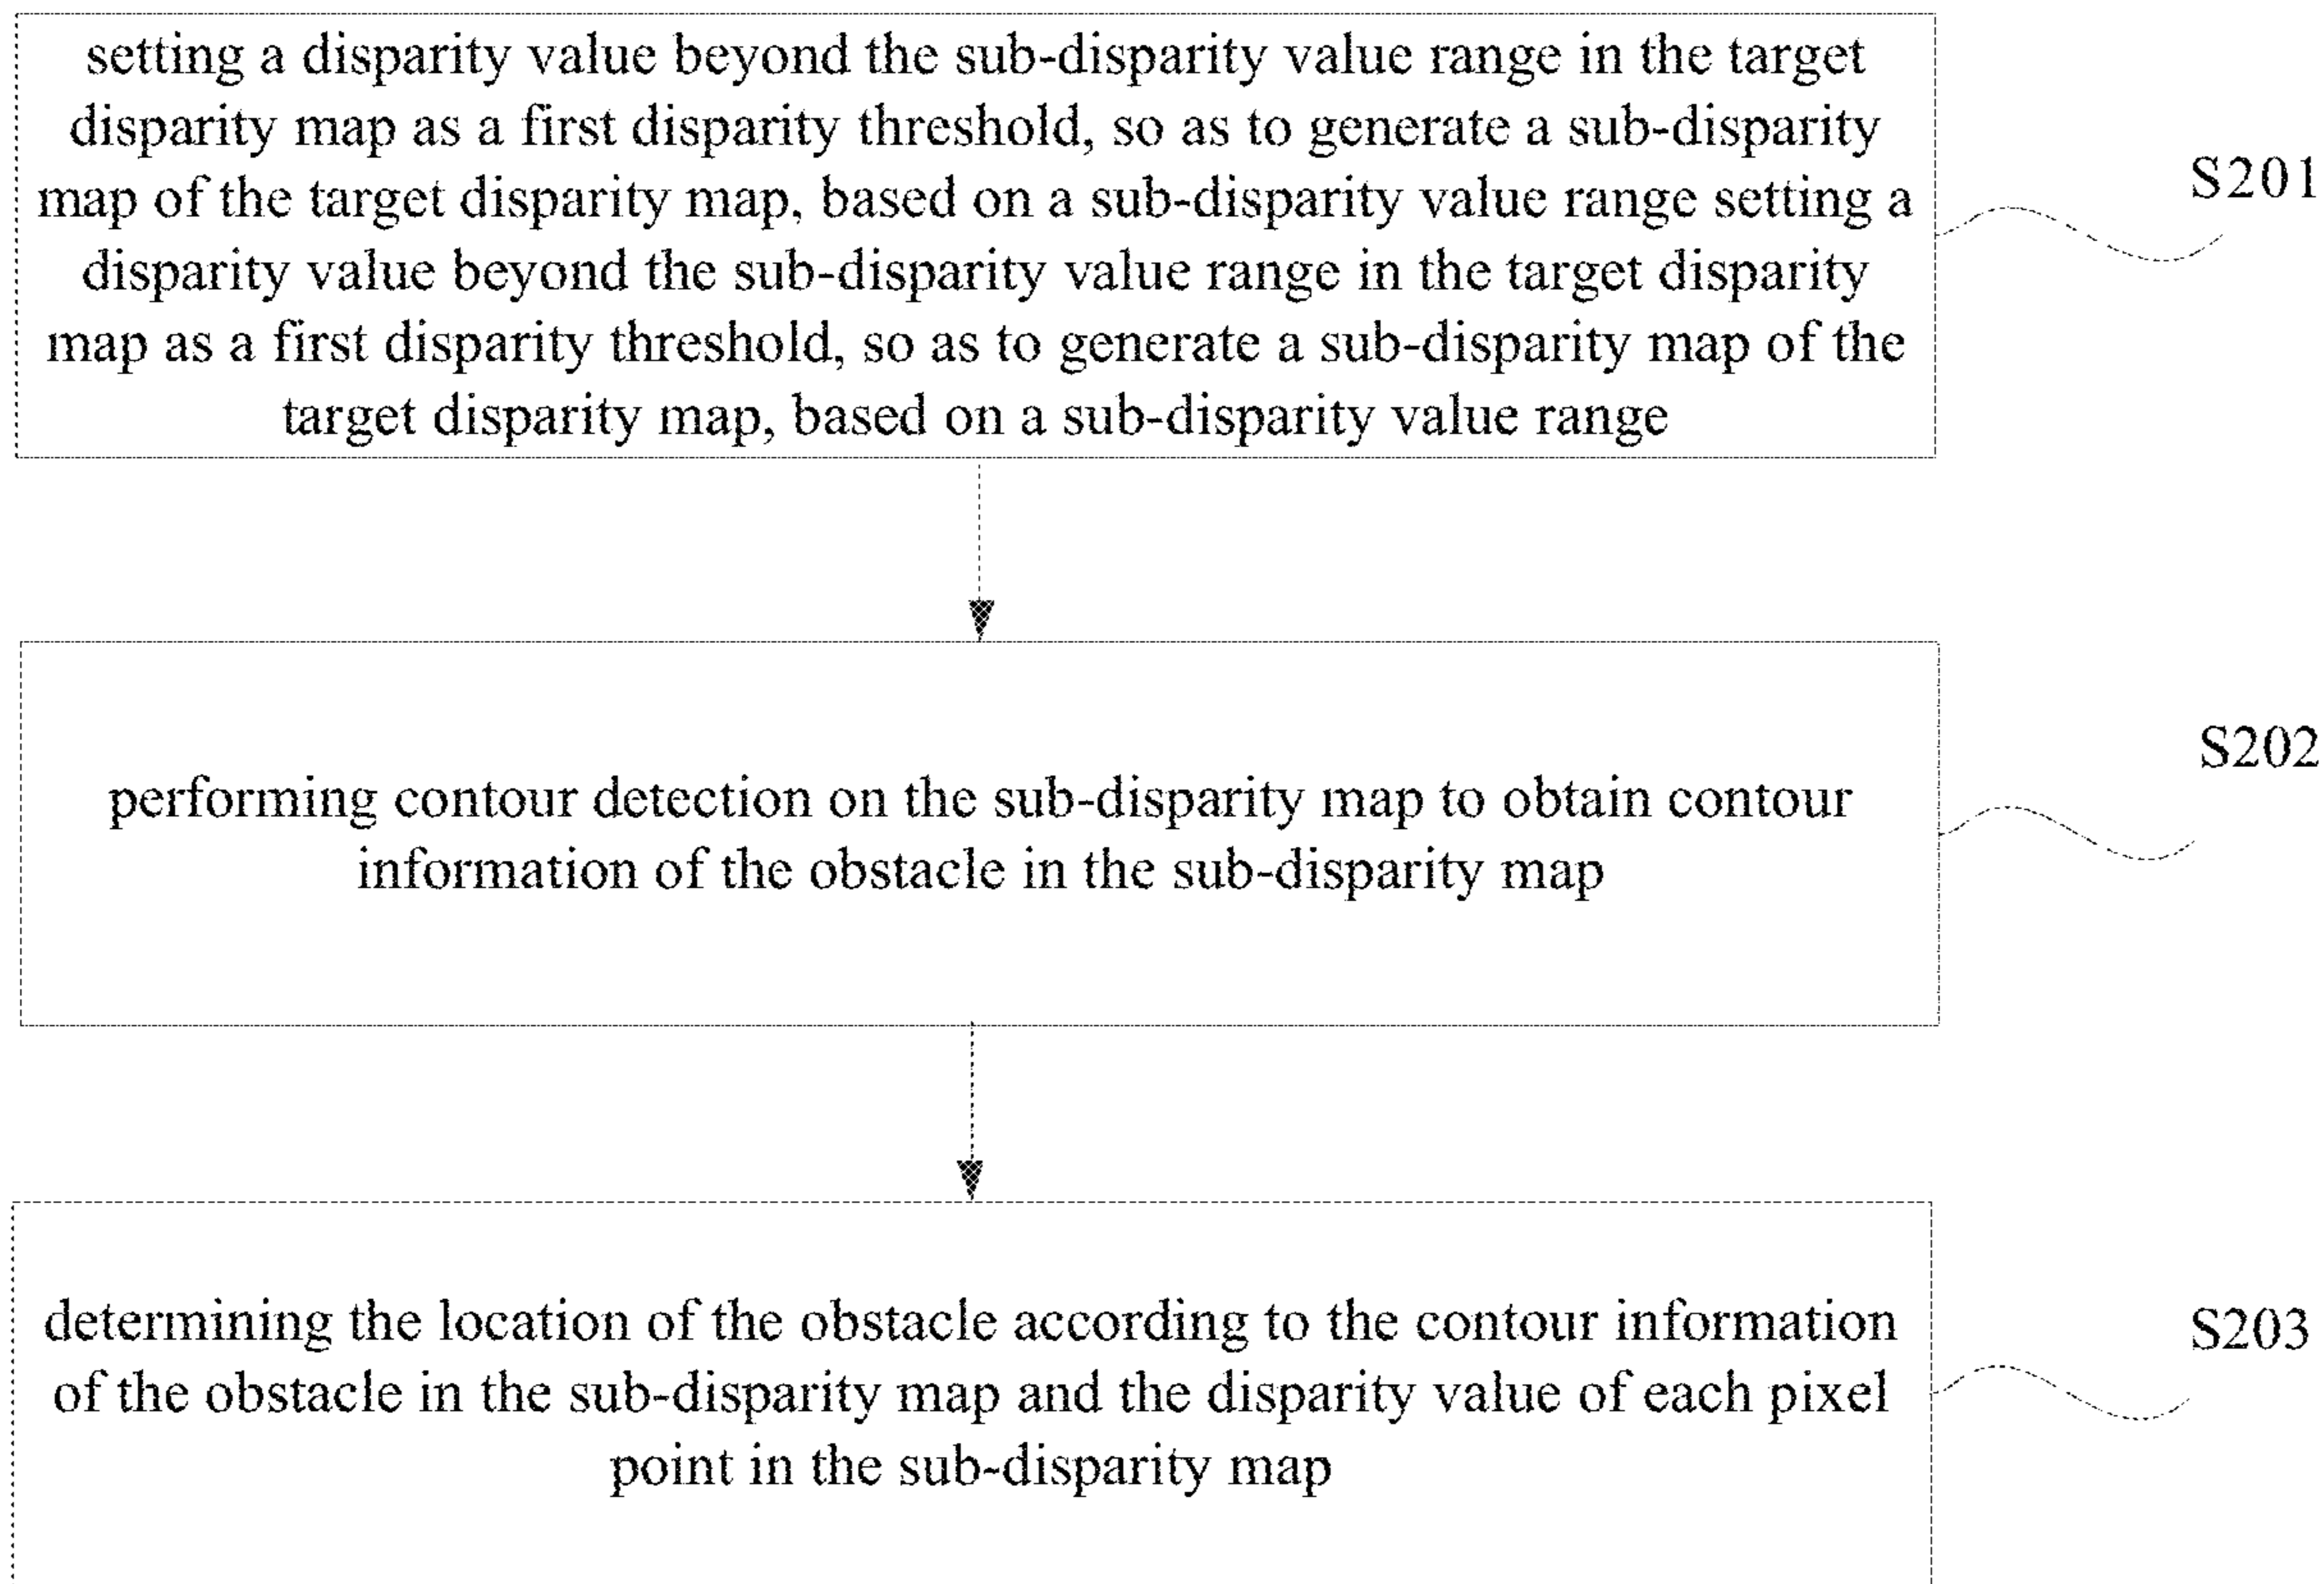 setting a disparity value beyond the sub-disparity value range in the target
disparity map as a first disparity threshold, so as to generate a sub-disparity
map of the target disparity map, based on a sub-disparity value range setting a
disparity value beyond the sub-disparity value range in the target disparity
map as a first disparity threshold, so as to generate a sub-disparity map of the
target disparity map, based on a sub-disparity value range
S201
performing contour detection on the sub-disparity map to obtain contour
information of the obstacle in the sub-disparity map
S202
determining the location of the obstacle according to the contour information
of the obstacle in the sub-disparity map and the disparity value of each pixel
point in the sub-disparity map
S203